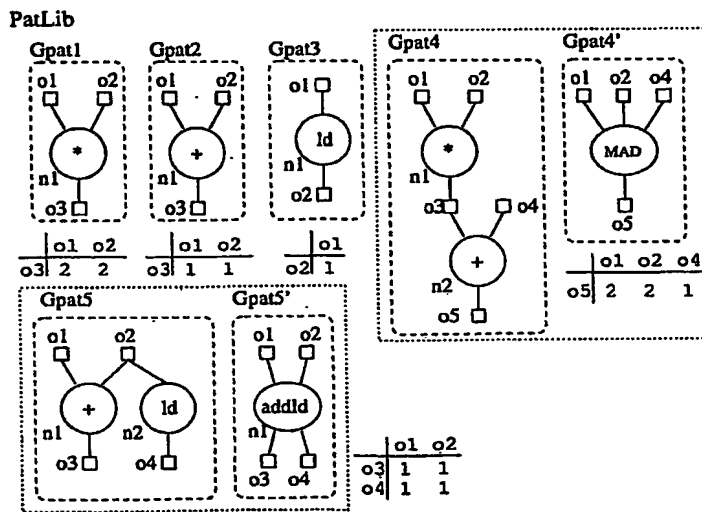 PatLib
Gpat1
o1 o2
*
n1
o3
o1 o2
o3 2 2
Gpat2
o1 o2
+
n1
o3
o1 o2
o3 1 1
Gpat3
o1
ld
n1
o2
o1
o2 1
Gpat4
o1 o2
*
n1
o3 o4
+
n2
o5
Gpat4'
o1 o2 o4
MAD
o5
o1 o2 o4
o5 2 2 1
Gpat5
o1 o2
+ ld
n1 n2
o3 o4
Gpat5'
o1 o2
addld
n1
o3 o4
o1 o2
o3 1 1
o4 1 1